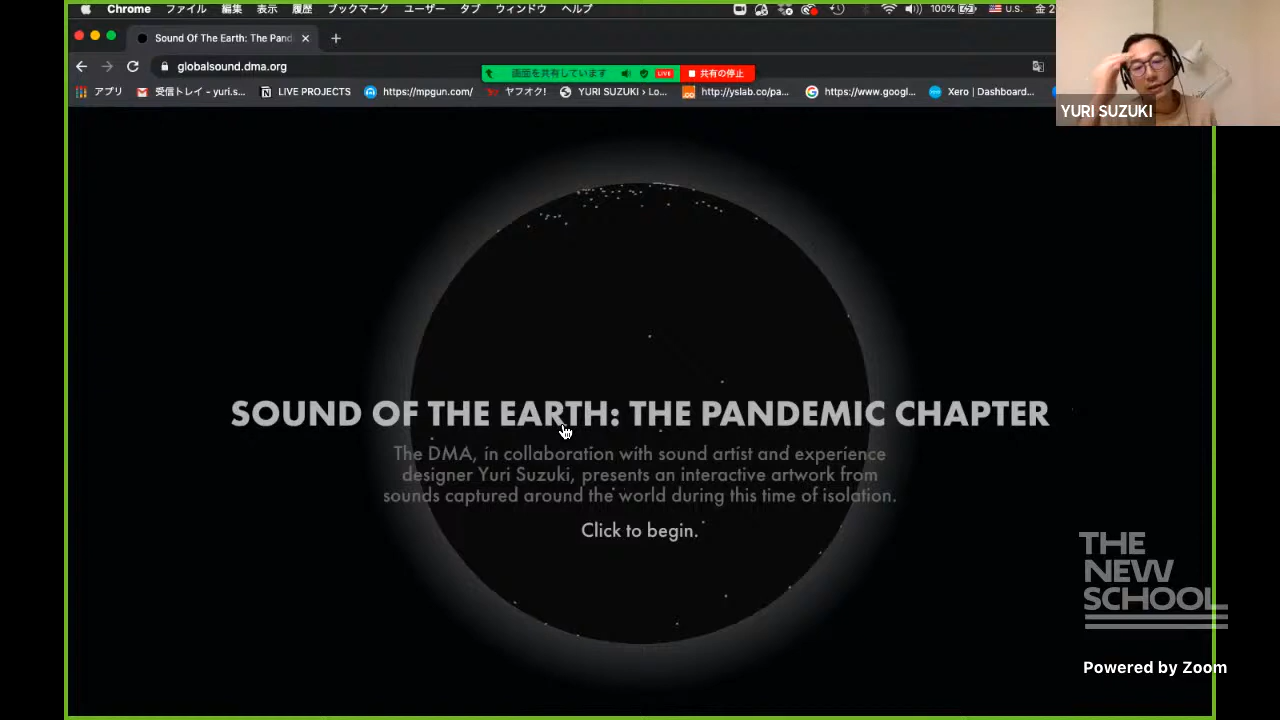 Chrome ファイル 編集 表示 履歴 ブックマーク ユーザー タブ ウィンドウ ヘルプ 100% U.S. 金 2
Sound Of The Earth: The Pand
globalsound.dma.org
画面を共有しています LIVE 共有の停止
アプリ 受信トレイ - yuri.s... LIVE PROJECTS https://mpgun.com/ ヤフオク! YURI SUZUKI › Lo... http://yslab.co/pa... https://www.googl... Xero | Dashboard...
YURI SUZUKI
SOUND OF THE EARTH: THE PANDEMIC CHAPTER
The DMA, in collaboration with sound artist and experience
designer Yuri Suzuki, presents an interactive artwork from
sounds captured around the world during this time of isolation.
Click to begin.
THE
NEW
SCHOOL
Powered by Zoom